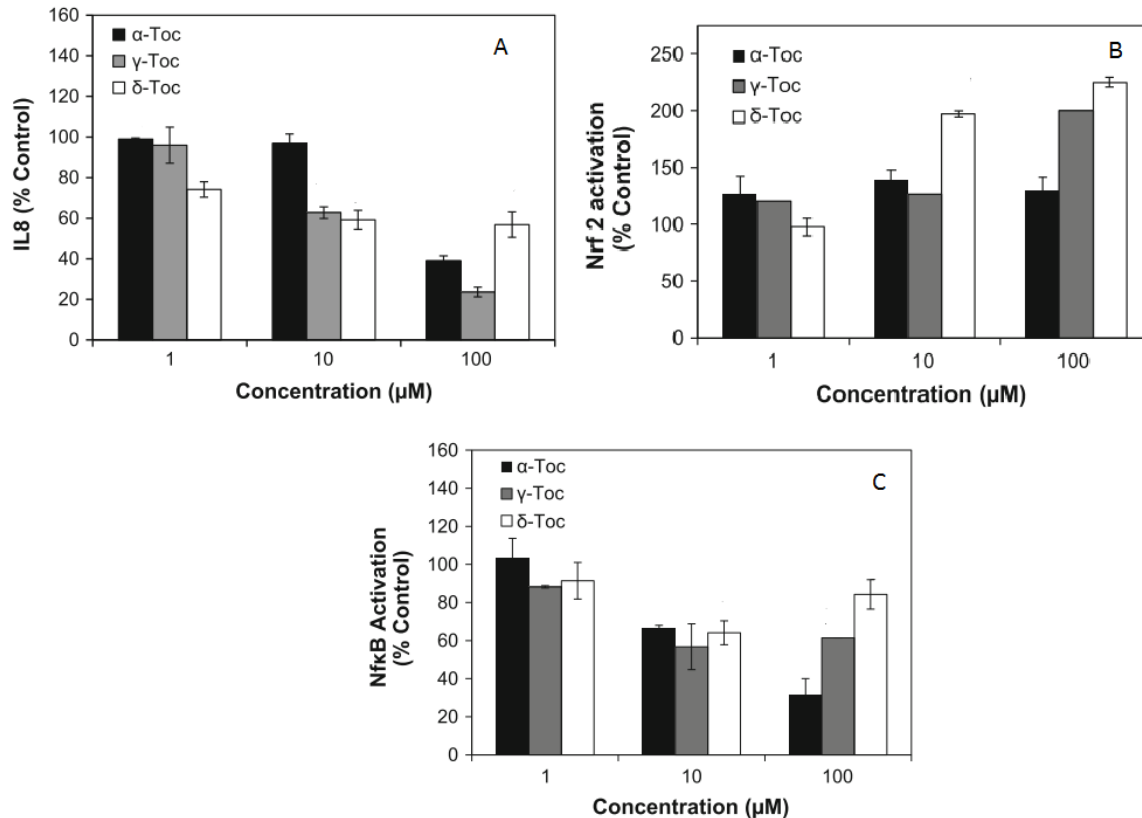 A
α-Toc
γ-Toc
δ-Toc
160
140
120
100
80
60
40
20
0
IL8 (% Control)
1 10 100
Concentration (µM)
B
α-Toc
γ-Toc
δ-Toc
250
200
150
100
50
0
Nrf 2 activation
(% Control)
1 10 100
Concentration (µM)
C
α-Toc
γ-Toc
δ-Toc
160
140
120
100
80
60
40
20
0
NfκB Activation
(% Control)
1 10 100
Concentration (µM)